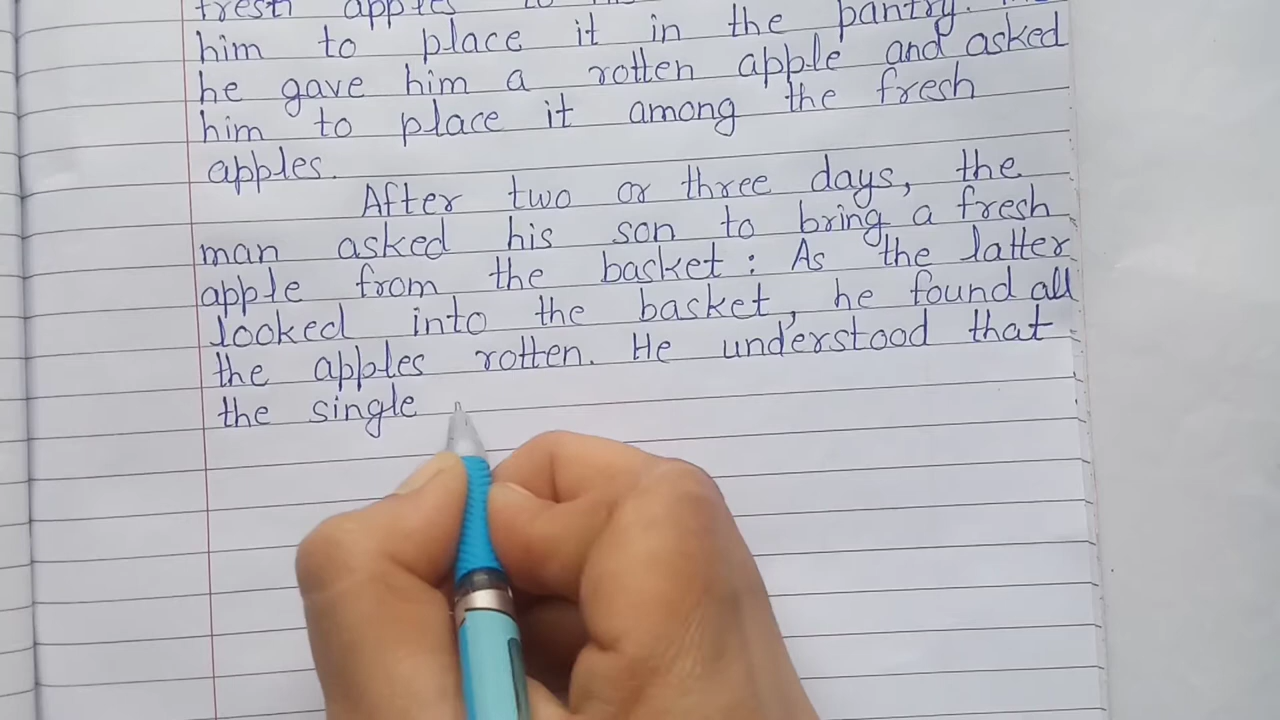 fresh apples to
him to place it in the pantry.
he gave him a rotten apple and asked
him to place it among the fresh
apples.
After two or three days, the
man asked his son to bring a fresh
apple from the basket : As the latter
looked into the basket, he found all
the apples rotten. He understood that
the single